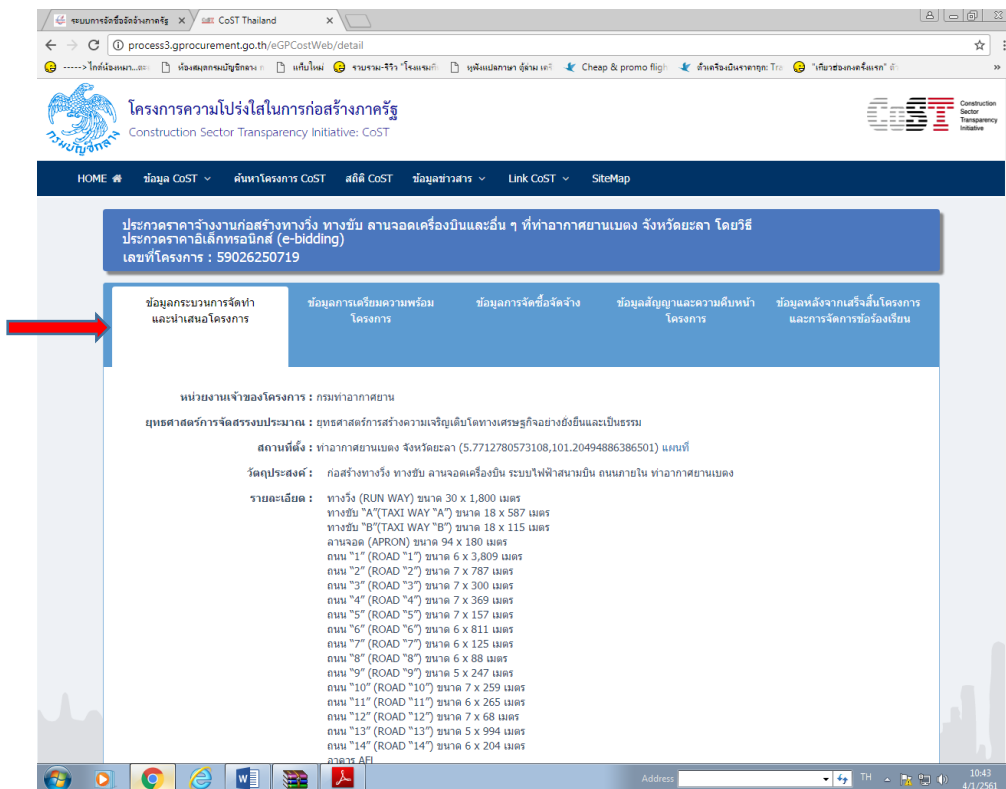 ระบบการจัดซื้อจัดจ้างภาครัฐ
CoST Thailand
process3.gprocurement.go.th/eGPCostWeb/detail
แท็บใหม่
Cheap & promo fligh
กรมบัญชีกลาง
โครงการความโปร่งใสในการก่อสร้างภาครัฐ
Construction Sector Transparency Initiative: CoST
CoST
Construction
Sector
Transparency
Initiative
HOME ข้อมูล CoST ค้นหาโครงการ CoST สถิติ CoST ข้อมูลข่าวสาร Link CoST SiteMap
ประกวดราคาจ้างงานก่อสร้างทางวิ่ง ทางขับ ลานจอดเครื่องบินและอื่น ๆ ที่ท่าอากาศยานเบตง จังหวัดยะลา โดยวิธี
ประกวดราคาอิเล็กทรอนิกส์ (e-bidding)
เลขที่โครงการ : 59026250719
ข้อมูลกระบวนการจัดทำ
และนำเสนอโครงการ
ข้อมูลการเตรียมความพร้อม
โครงการ
ข้อมูลการจัดซื้อจัดจ้าง
ข้อมูลสัญญาและความคืบหน้า
โครงการ
ข้อมูลหลังจากเสร็จสิ้นโครงการ
และการจัดการข้อร้องเรียน
หน่วยงานเจ้าของโครงการ : กรมท่าอากาศยาน
ยุทธศาสตร์การจัดสรรงบประมาณ : ยุทธศาสตร์การสร้างความเจริญเติบโตทางเศรษฐกิจอย่างยั่งยืนและเป็นธรรม
สถานที่ตั้ง : ท่าอากาศยานเบตง จังหวัดยะลา (5.7712780573108,101.20494886386501) แผนที่
วัตถุประสงค์ : ก่อสร้างทางวิ่ง ทางขับ ลานจอดเครื่องบิน ระบบไฟฟ้าสนามบิน ถนนภายใน ท่าอากาศยานเบตง
รายละเอียด : ทางวิ่ง (RUN WAY) ขนาด 30 x 1,800 เมตร
ทางขับ "A"(TAXI WAY "A") ขนาด 18 x 587 เมตร
ทางขับ "B"(TAXI WAY "B") ขนาด 18 x 115 เมตร
ลานจอด (APRON) ขนาด 94 x 180 เมตร
ถนน "1" (ROAD "1") ขนาด 6 x 3,809 เมตร
ถนน "2" (ROAD "2") ขนาด 7 x 787 เมตร
ถนน "3" (ROAD "3") ขนาด 7 x 300 เมตร
ถนน "4" (ROAD "4") ขนาด 7 x 369 เมตร
ถนน "5" (ROAD "5") ขนาด 7 x 157 เมตร
ถนน "6" (ROAD "6") ขนาด 6 x 811 เมตร
ถนน "7" (ROAD "7") ขนาด 6 x 125 เมตร
ถนน "8" (ROAD "8") ขนาด 6 x 88 เมตร
ถนน "9" (ROAD "9") ขนาด 5 x 247 เมตร
ถนน "10" (ROAD "10") ขนาด 7 x 259 เมตร
ถนน "11" (ROAD "11") ขนาด 6 x 265 เมตร
ถนน "12" (ROAD "12") ขนาด 7 x 68 เมตร
ถนน "13" (ROAD "13") ขนาด 5 x 994 เมตร
ถนน "14" (ROAD "14") ขนาด 6 x 204 เมตร
อาคาร AFL
Address
TH
10:43
4/1/2561